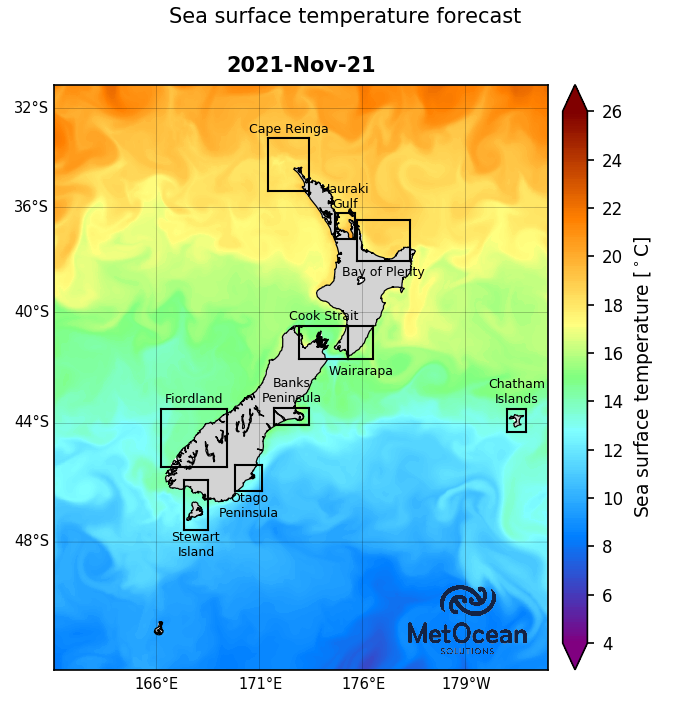 Sea surface temperature forecast
2021-Nov-21
32°S
36°S
40°S
44°S
48°S
166°E
171°E
176°E
179°W
Cape Reinga
Hauraki
Gulf
Bay of Plenty
Cook Strait
Wairarapa
Banks
Peninsula
Fiordland
Chatham
Islands
Otago
Peninsula
Stewart
Island
MetOcean
SOLUTIONS
26
24
22
20
18
16
14
12
10
8
6
4
Sea surface temperature [°C]